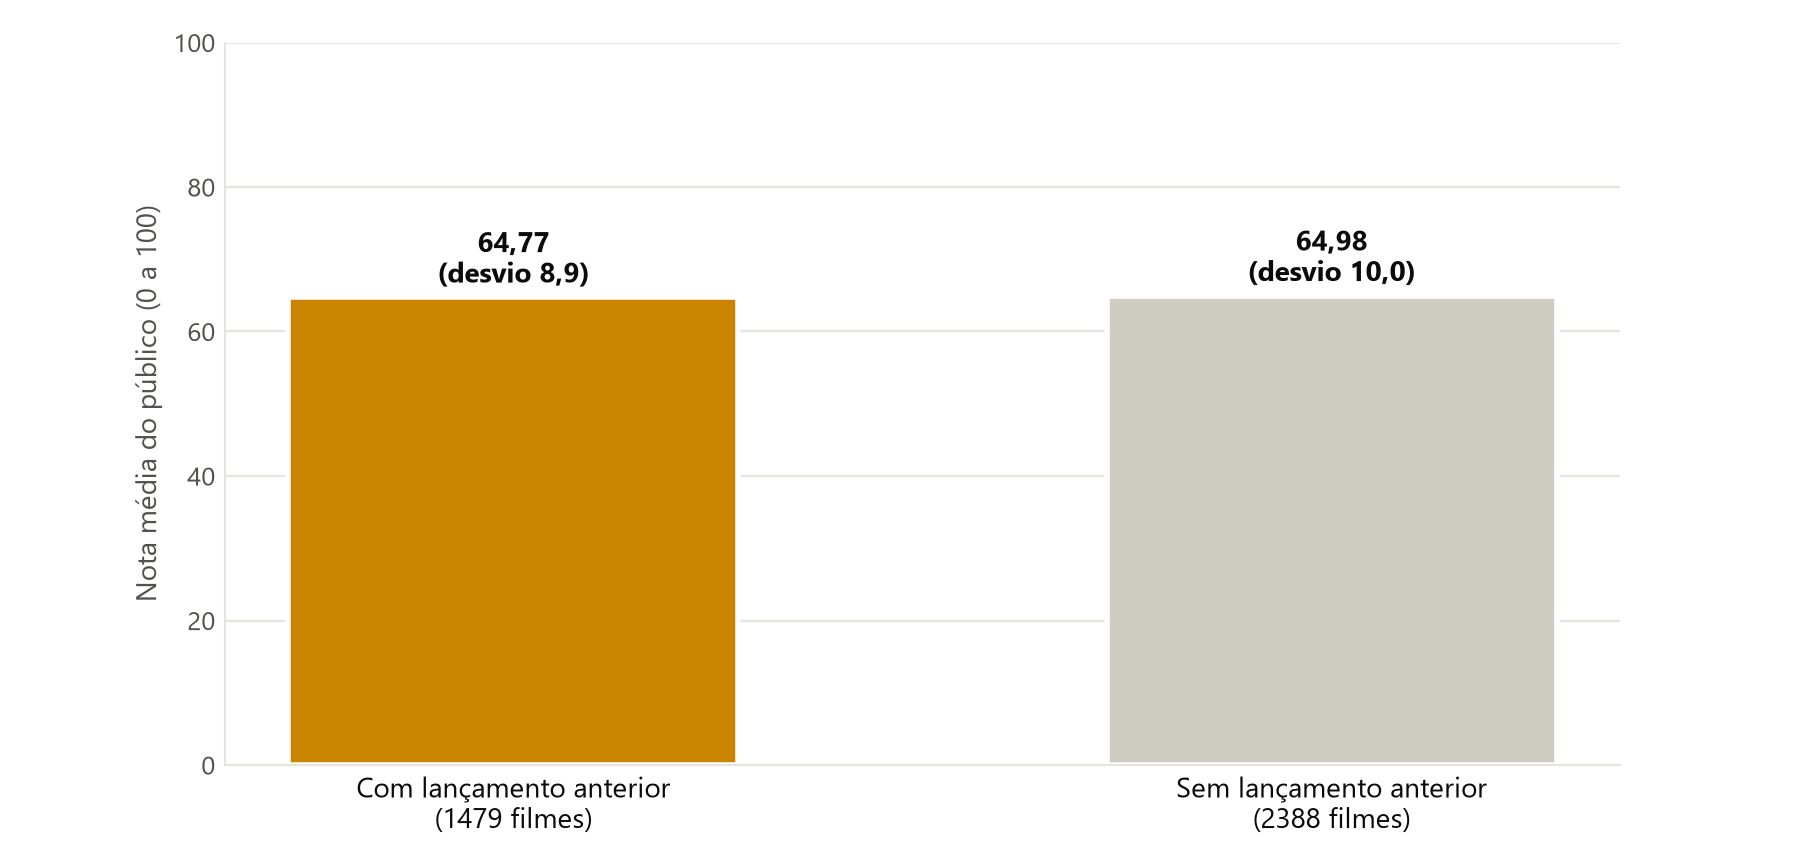 Nota média do público (0 a 100)
100
80
60
40
20
0
64,77
(desvio 8,9)
64,98
(desvio 10,0)
Com lançamento anterior
(1479 filmes)
Sem lançamento anterior
(2388 filmes)